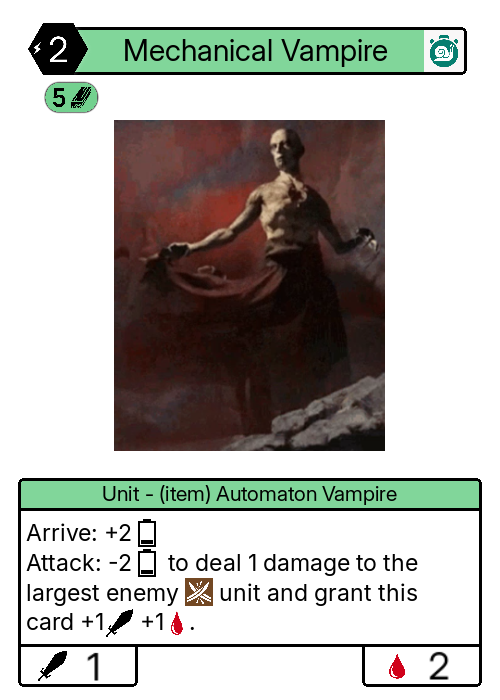 2 Mechanical Vampire
5
Unit - (item) Automaton Vampire
Arrive: +2
Attack: -2 to deal 1 damage to the
largest enemy unit and grant this
card +1 +1 .
1 2